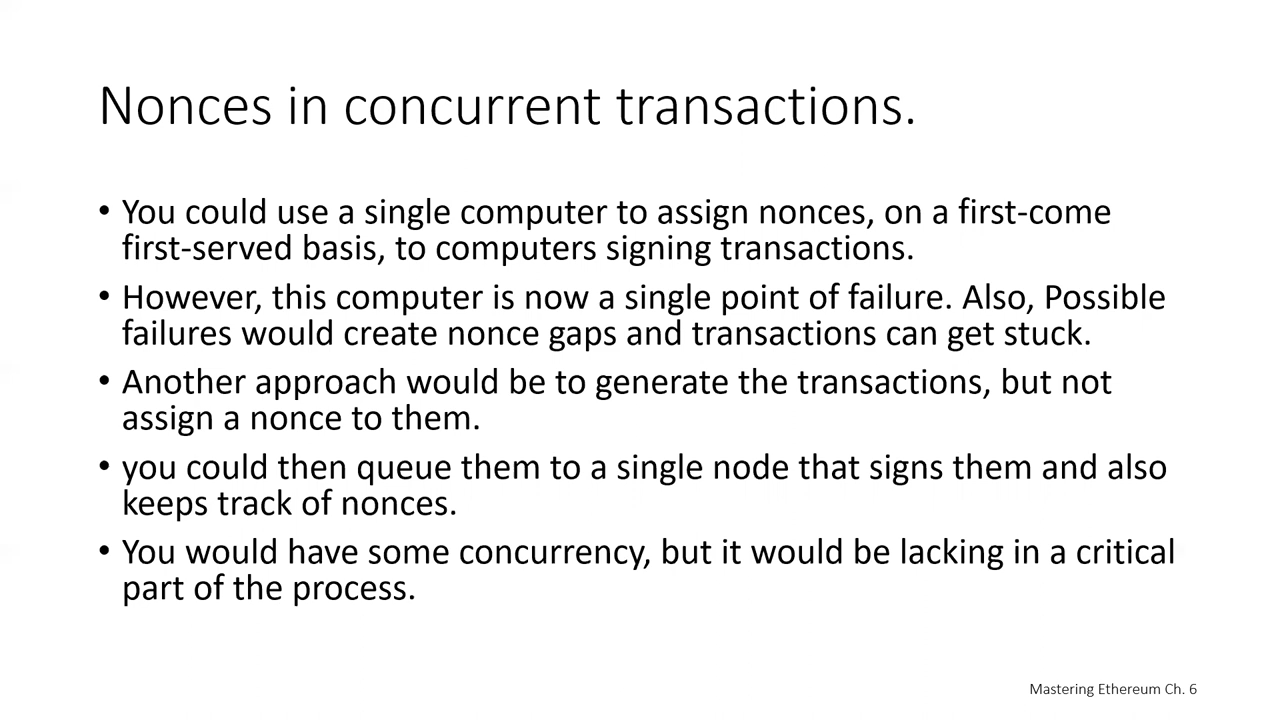 Nonces in concurrent transactions.
• You could use a single computer to assign nonces, on a first-come
first-served basis, to computers signing transactions.
• However, this computer is now a single point of failure. Also, Possible
failures would create nonce gaps and transactions can get stuck.
• Another approach would be to generate the transactions, but not
assign a nonce to them.
• you could then queue them to a single node that signs them and also
keeps track of nonces.
• You would have some concurrency, but it would be lacking in a critical
part of the process.
Mastering Ethereum Ch. 6